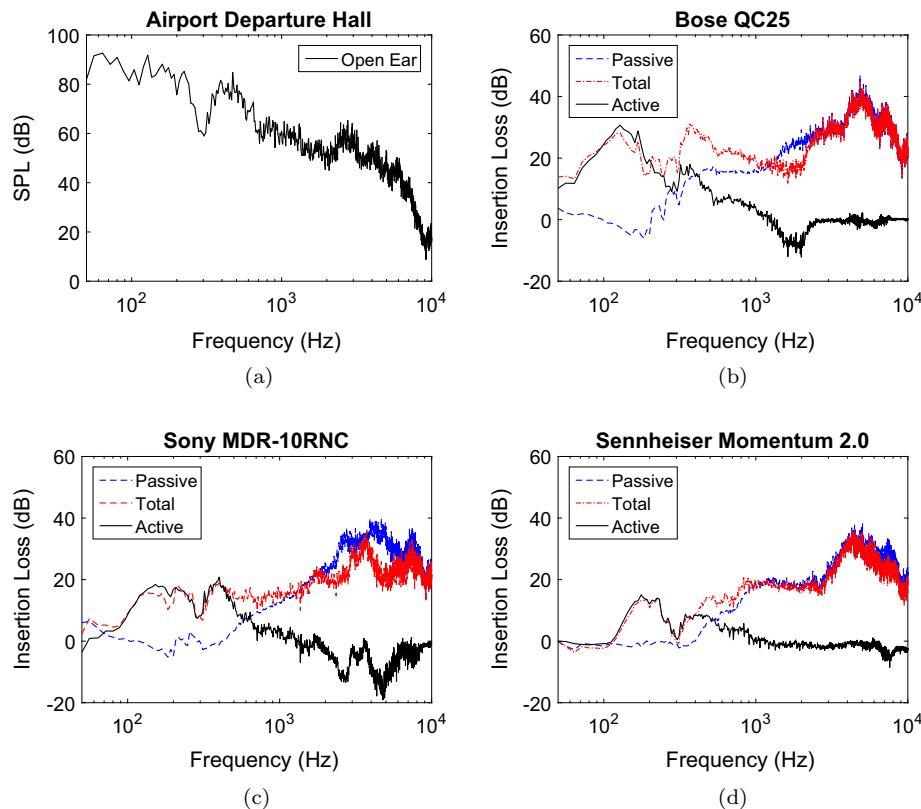 Airport Departure Hall
Open Ear
SPL (dB)
100
80
60
40
20
0
10^2
10^3
10^4
Frequency (Hz)
(a)
Bose QC25
Passive
Total
Active
Insertion Loss (dB)
60
40
20
0
-20
10^2
10^3
10^4
Frequency (Hz)
(b)
Sony MDR-10RNC
Passive
Total
Active
Insertion Loss (dB)
60
40
20
0
-20
10^2
10^3
10^4
Frequency (Hz)
(c)
Sennheiser Momentum 2.0
Passive
Total
Active
Insertion Loss (dB)
60
40
20
0
-20
10^2
10^3
10^4
Frequency (Hz)
(d)